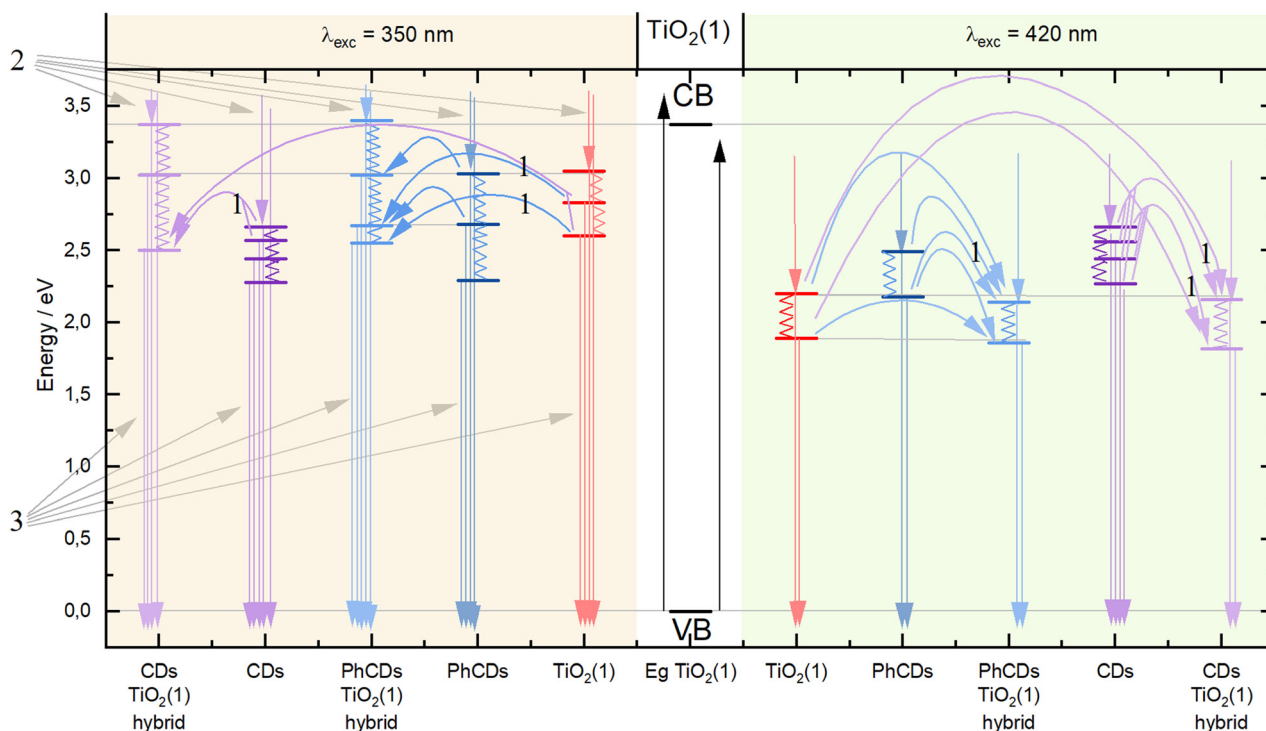 λexc = 350 nm
TiO2(1)
λexc = 420 nm
2
CB
3,5
3,0
2,5
2,0
1,5
1,0
0,5
0,0
Energy / eV
1
1
1
1
1
1
3
VB
CDs
TiO2(1)
hybrid
CDs
PhCDs
TiO2(1)
hybrid
PhCDs
TiO2(1)
Eg TiO2(1)
TiO2(1)
PhCDs
PhCDs
TiO2(1)
hybrid
CDs
CDs
TiO2(1)
hybrid